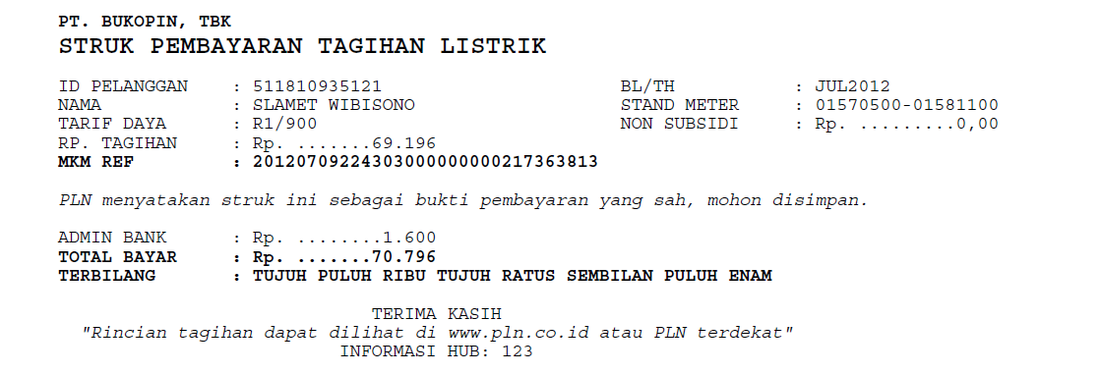 PT. BUKOPIN, TBK
STRUK PEMBAYARAN TAGIHAN LISTRIK
ID PELANGGAN : 511810935121 BL/TH : JUL2012
NAMA : SLAMET WIBISONO STAND METER : 01570500-01581100
TARIF DAYA : R1/900 NON SUBSIDI : Rp. .........0,00
RP. TAGIHAN : Rp. .......69.196
MKM REF : 20120709224303000000000217363813
PLN menyatakan struk ini sebagai bukti pembayaran yang sah, mohon disimpan.
ADMIN BANK : Rp. ........1.600
TOTAL BAYAR : Rp. .......70.796
TERBILANG : TUJUH PULUH RIBU TUJUH RATUS SEMBILAN PULUH ENAM
TERIMA KASIH
"Rincian tagihan dapat dilihat di www.pln.co.id atau PLN terdekat"
INFORMASI HUB: 123